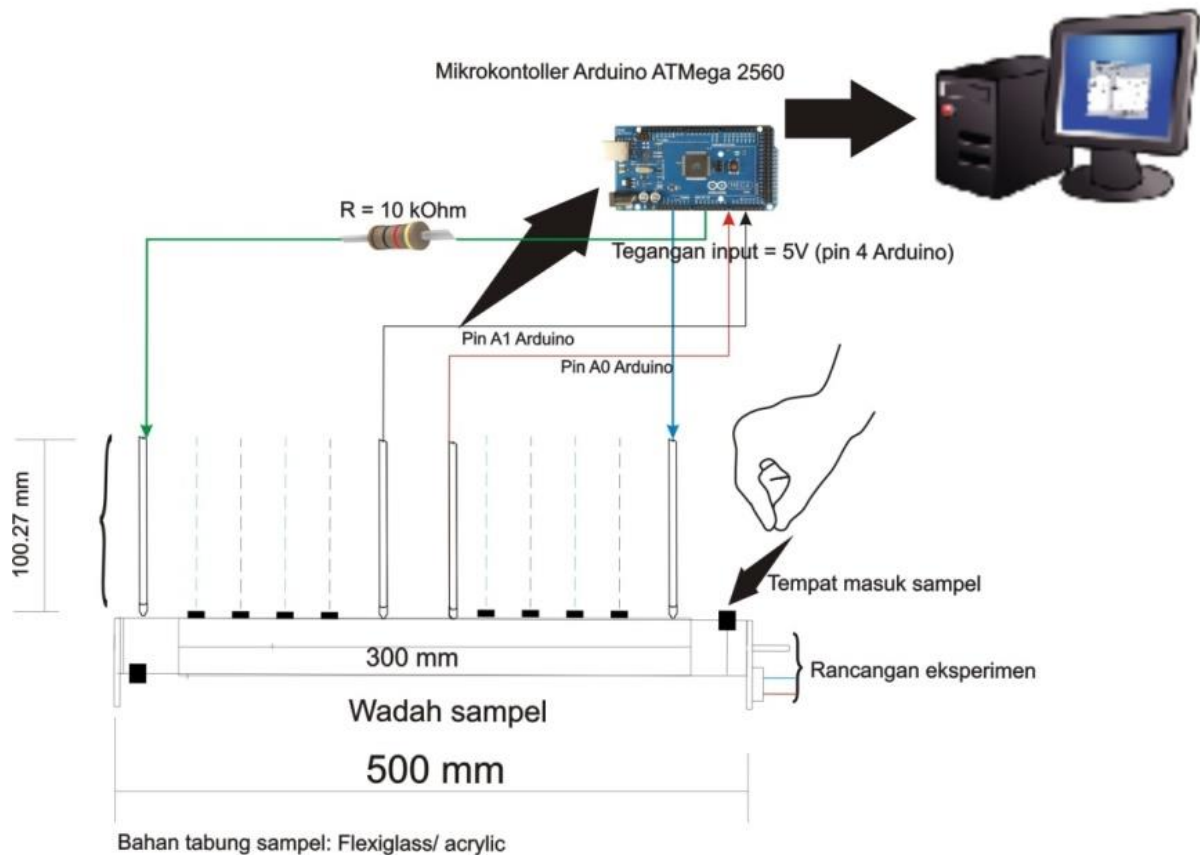 Mikrokontoller Arduino ATMega 2560
R = 10 kOhm
Tegangan input = 5V (pin 4 Arduino)
Pin A1 Arduino
Pin A0 Arduino
100.27 mm
Tempat masuk sampel
300 mm
Rancangan eksperimen
Wadah sampel
500 mm
Bahan tabung sampel: Flexiglass/ acrylic